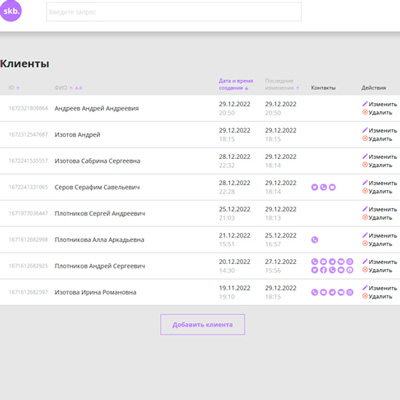 skb.
Введите запрос
Клиенты
ID ФИО А-Я Дата и время создания Последние изменения Контакты Действия
1672321809864 Андреев Андрей Андреевия 29.12.2022 20:50 29.12.2022 20:50 Изменить Удалить
1672312547687 Изотов Андрей 29.12.2022 18:15 29.12.2022 18:15 Изменить Удалить
1672241535557 Изотова Сабрина Сергеевна 28.12.2022 22:32 29.12.2022 18:14 Изменить Удалить
1672241331065 Серов Серафим Савельевич 28.12.2022 22:28 29.12.2022 18:14 Изменить Удалить
Плотников Сергей Андреевич 25.12.2022 21:03 29.12.2022 18:13 Изменить Удалить
1671612682998 Плотникова Алла Аркадьевна 21.12.2022 15:51 25.12.2022 16:57 Изменить Удалить
1671612682925 Плотников Андрей Сергеевич 20.12.2022 14:30 27.12.2022 15:56 Изменить Удалить
1671612682597 Изотова Ирина Романовна 19.11.2022 19:10 29.12.2022 18:15 Изменить Удалить
Добавить клиента